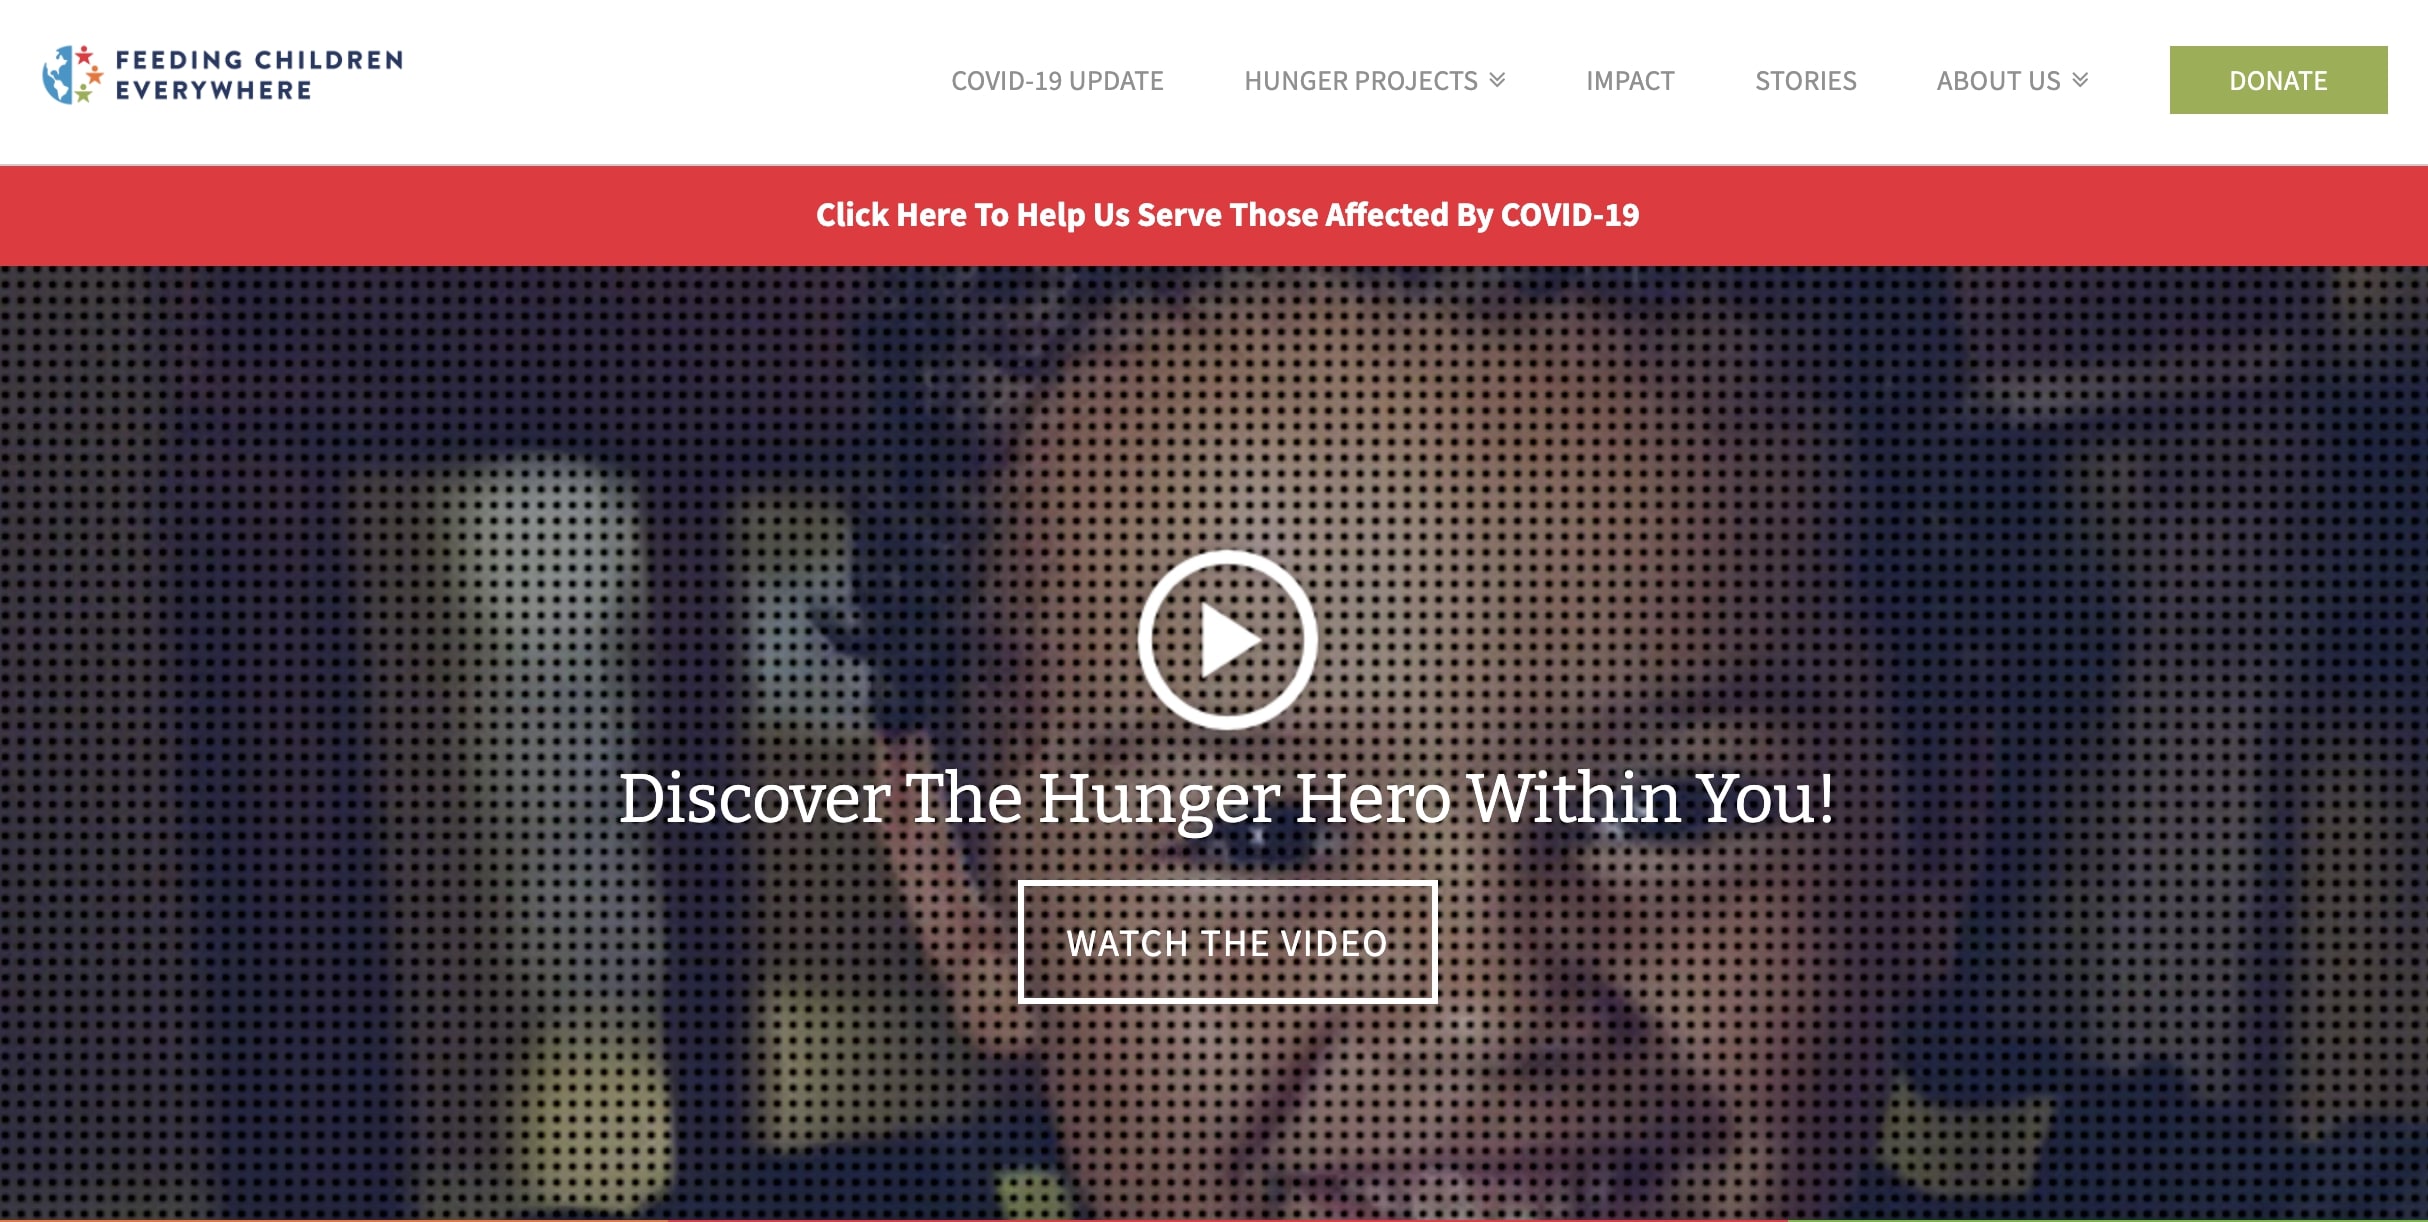 FEEDING CHILDREN
EVERYWHERE
COVID-19 UPDATE HUNGER PROJECTS IMPACT STORIES ABOUT US DONATE
Click Here To Help Us Serve Those Affected By COVID-19
Discover The Hunger Hero Within You!
WATCH THE VIDEO